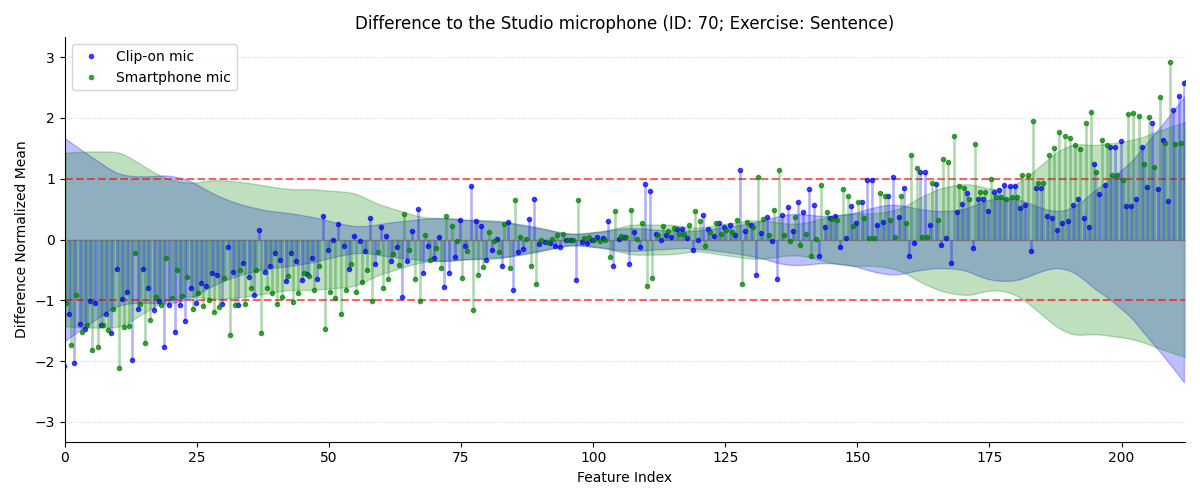 Difference to the Studio microphone (ID: 70; Exercise: Sentence)
Clip-on mic
Smartphone mic
Difference Normalized Mean
3
2
1
0
−1
−2
−3
0 25 50 75 100 125 150 175 200
Feature Index